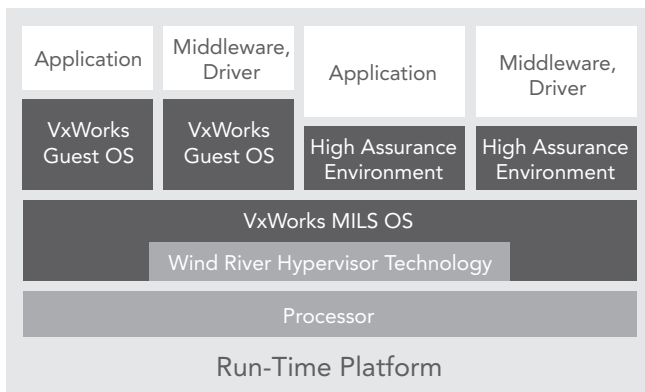 Application
Middleware,
Driver
Application
Middleware,
Driver
VxWorks
Guest OS
VxWorks
Guest OS
High Assurance
Environment
High Assurance
Environment
VxWorks MILS OS
Wind River Hypervisor Technology
Processor
Run-Time Platform